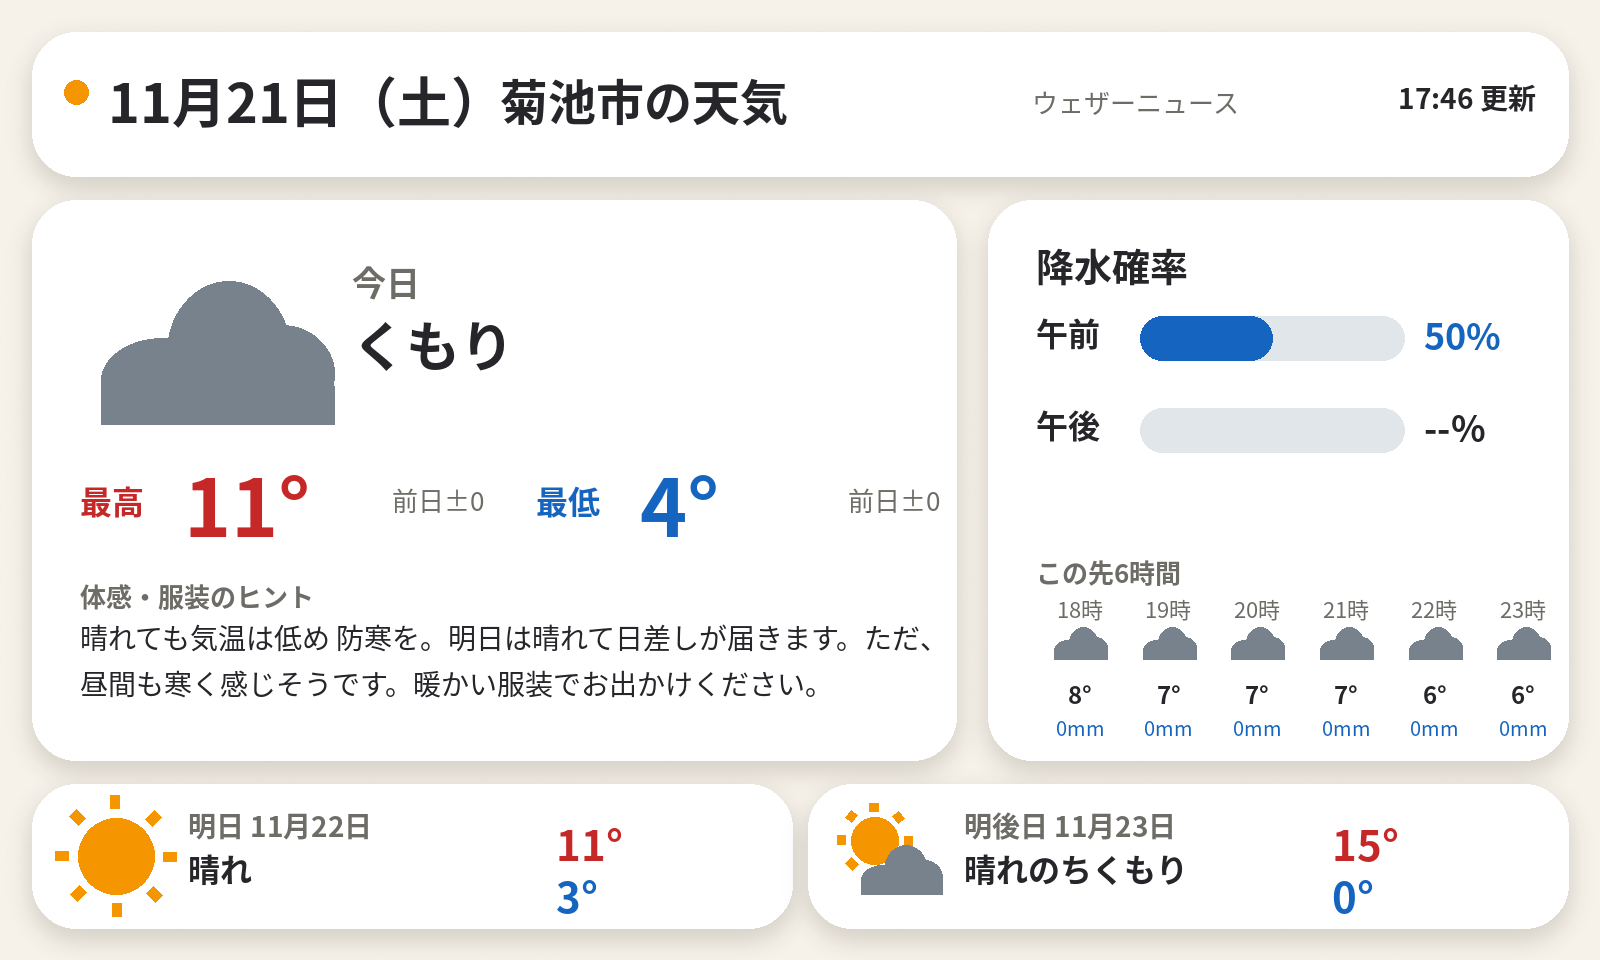 11月21日（土）菊池市の天気
ウェザーニュース
17:46 更新
今日
くもり
最高 11° 前日±0 最低 4° 前日±0
体感・服装のヒント
晴れても気温は低め 防寒を。明日は晴れて日差しが届きます。ただ、
昼間も寒く感じそうです。暖かい服装でお出かけください。
降水確率
午前 50%
午後 --%
この先6時間
18時 19時 20時 21時 22時 23時
8° 7° 7° 7° 6° 6°
0mm 0mm 0mm 0mm 0mm 0mm
明日 11月22日
晴れ
11°
3°
明後日 11月23日
晴れのちくもり
15°
0°